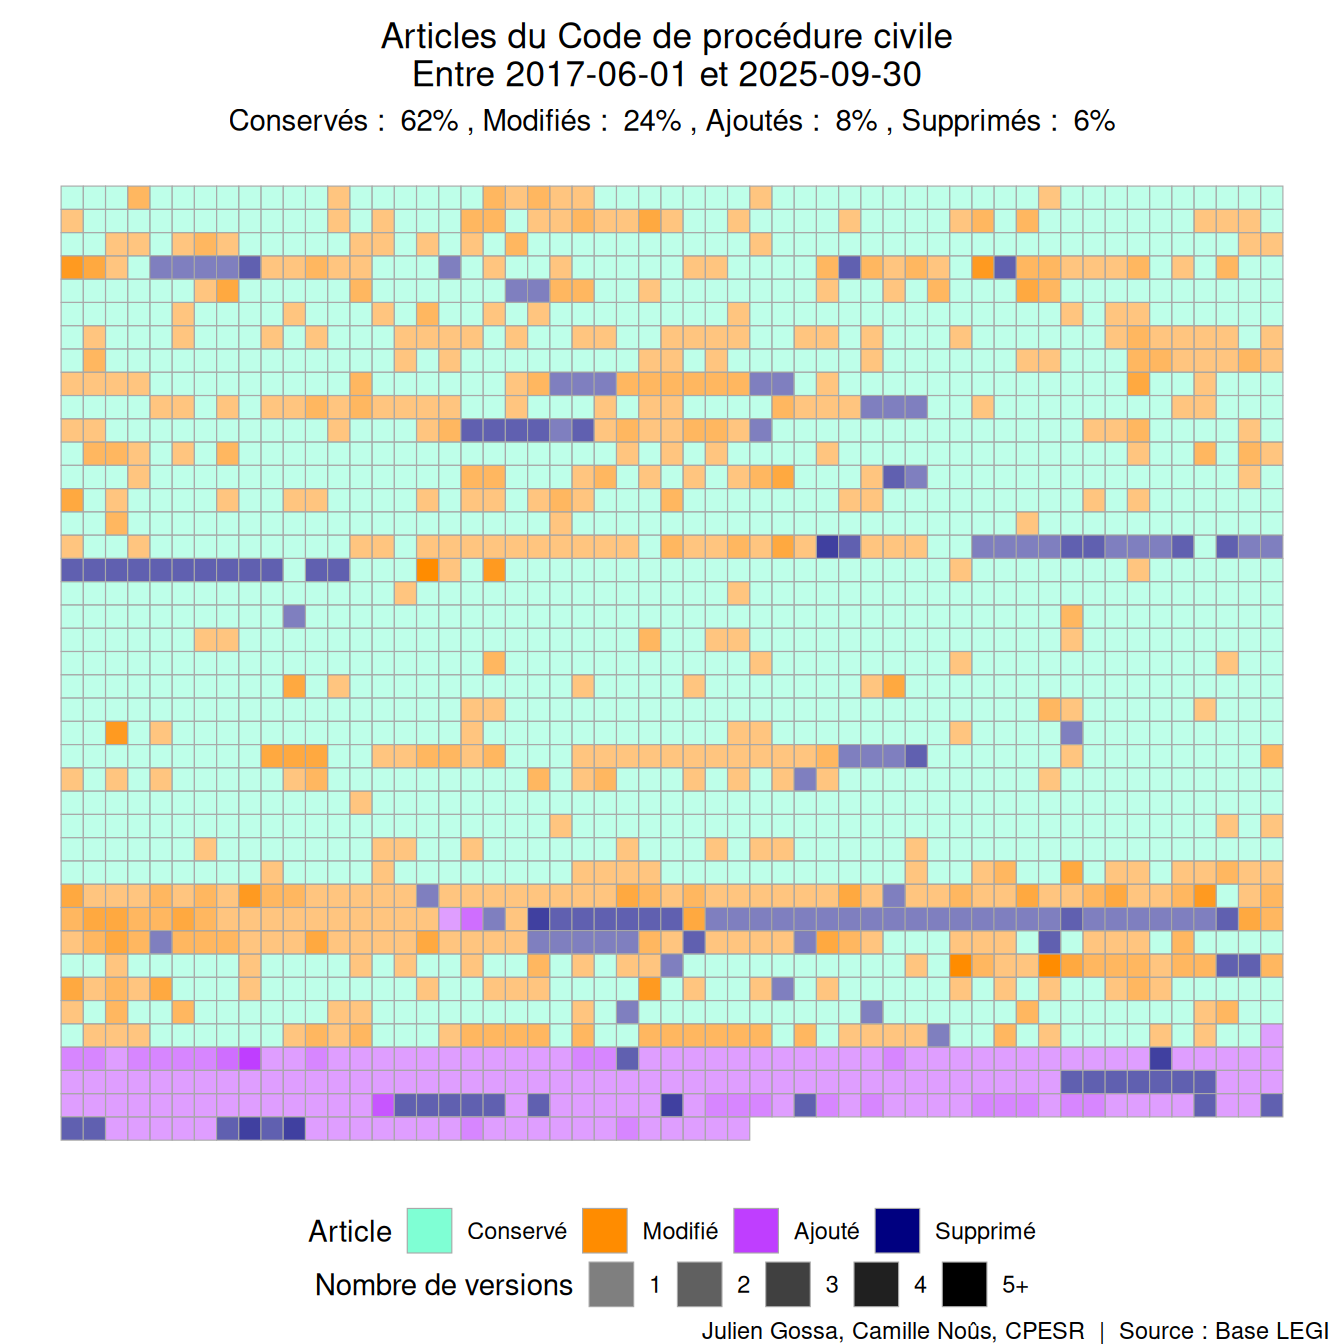 Articles du Code de procédure civile
Entre 2017-06-01 et 2025-09-30
Conservés : 62% , Modifiés : 24% , Ajoutés : 8% , Supprimés : 6%
Article Conservé Modifié Ajouté Supprimé
Nombre de versions 1 2 3 4 5+
Julien Gossa, Camille Noûs, CPESR | Source : Base LEGI